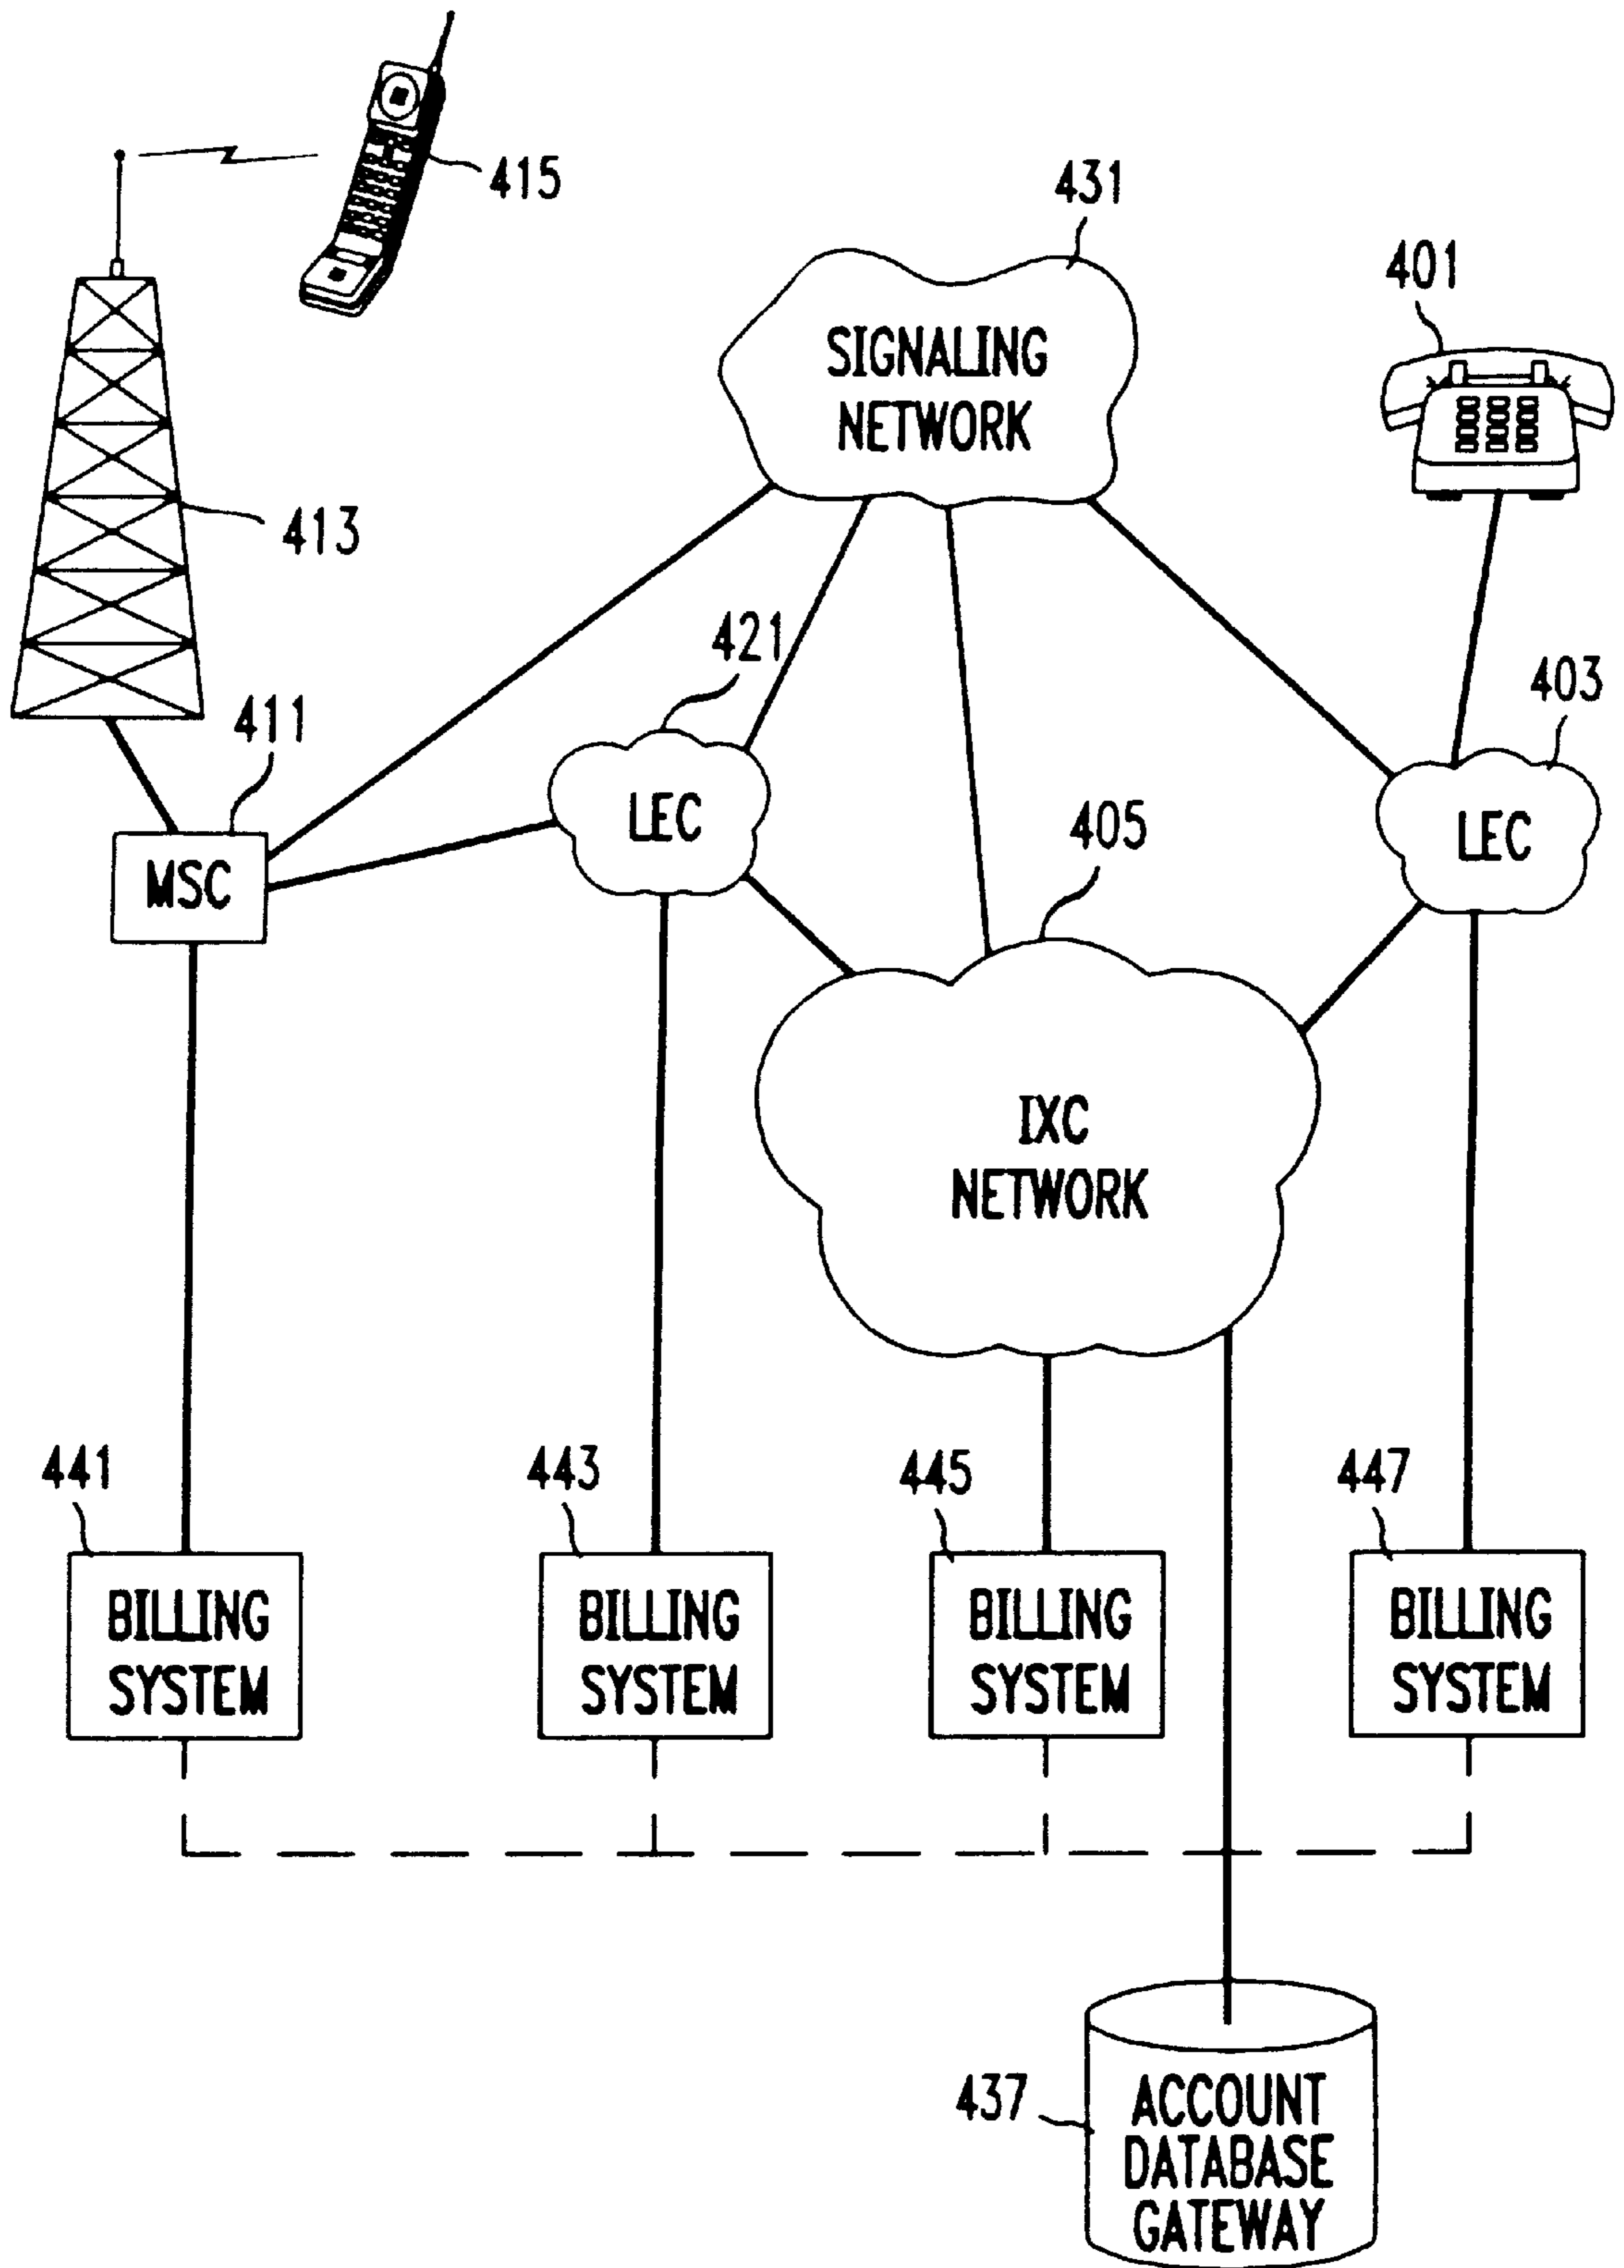 415
431
401
SIGNALING
NETWORK
413
421
403
411
LEC
405
LEC
MSC
IXC
NETWORK
441
443
445
447
BILLING
SYSTEM
BILLING
SYSTEM
BILLING
SYSTEM
BILLING
SYSTEM
437
ACCOUNT
DATABASE
GATEWAY